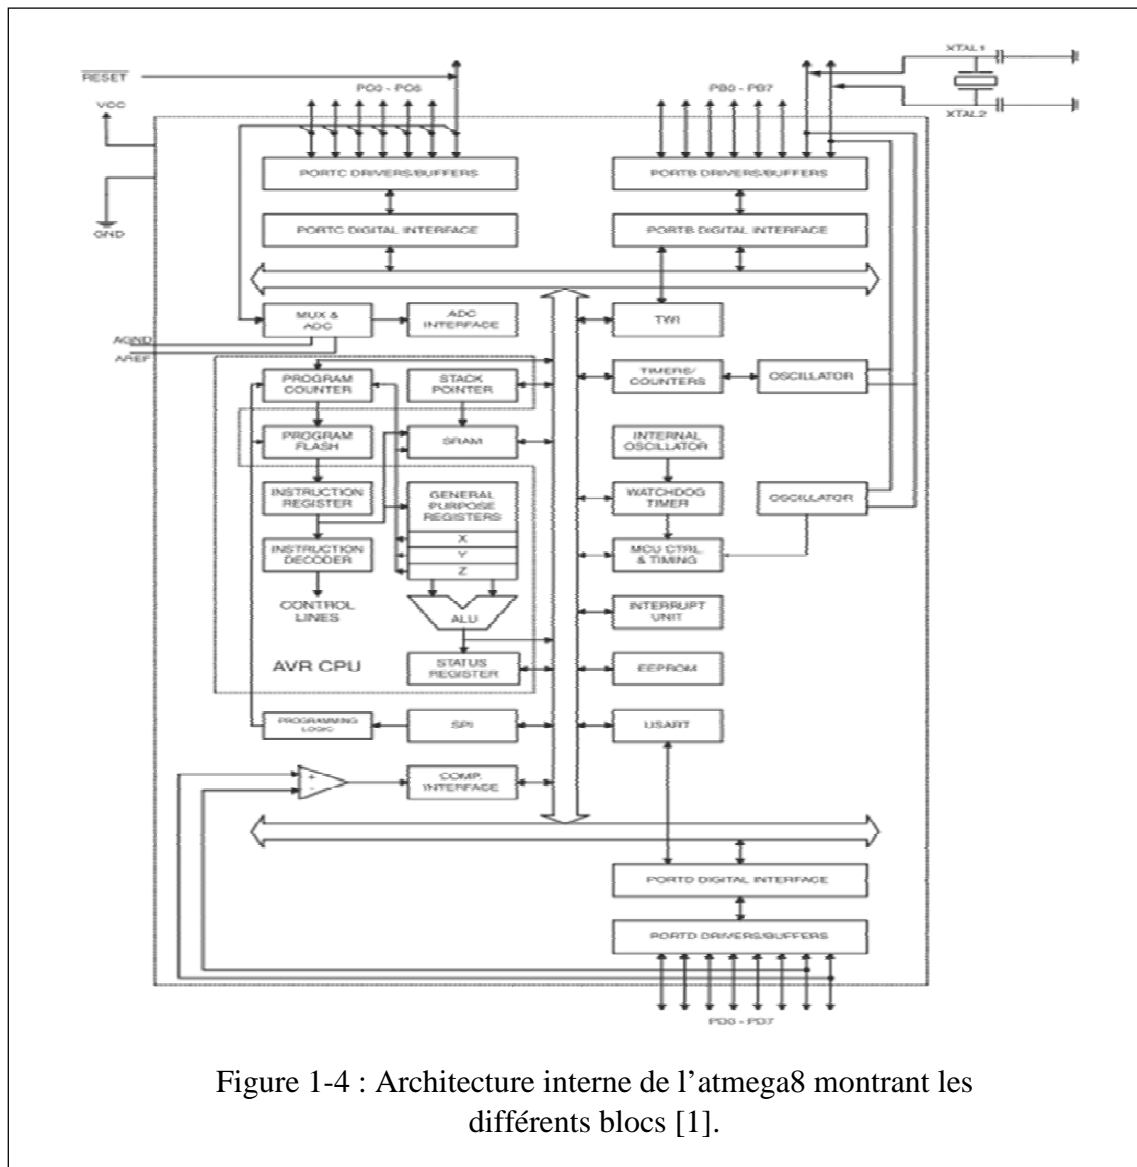 XTAL1
RESET
PC0 - PC6
PB0 - PB7
VCC
XTAL2
PORTC DRIVERS/BUFFERS
PORTB DRIVERS/BUFFERS
GND
PORTC DIGITAL INTERFACE
PORTB DIGITAL INTERFACE
MUX &
ADC
ADC
INTERFACE
TWI
AGND
AREF
PROGRAM
COUNTER
STACK
POINTER
TIMERS/
COUNTERS
OSCILLATOR
PROGRAM
FLASH
SRAM
INTERNAL
OSCILLATOR
INSTRUCTION
REGISTER
GENERAL
PURPOSE
REGISTERS
WATCHDOG
TIMER
OSCILLATOR
X
Y
Z
INSTRUCTION
DECODER
MCU CTRL.
& TIMING
CONTROL
LINES
ALU
INTERRUPT
UNIT
AVR CPU
STATUS
REGISTER
EEPROM
PROGRAMMING
LOGIC
SPI
USART
+
-
COMP.
INTERFACE
PORTD DIGITAL INTERFACE
PORTD DRIVERS/BUFFERS
PD0 - PD7
Figure 1-4 : Architecture interne de l’atmega8 montrant les
différents blocs [1].